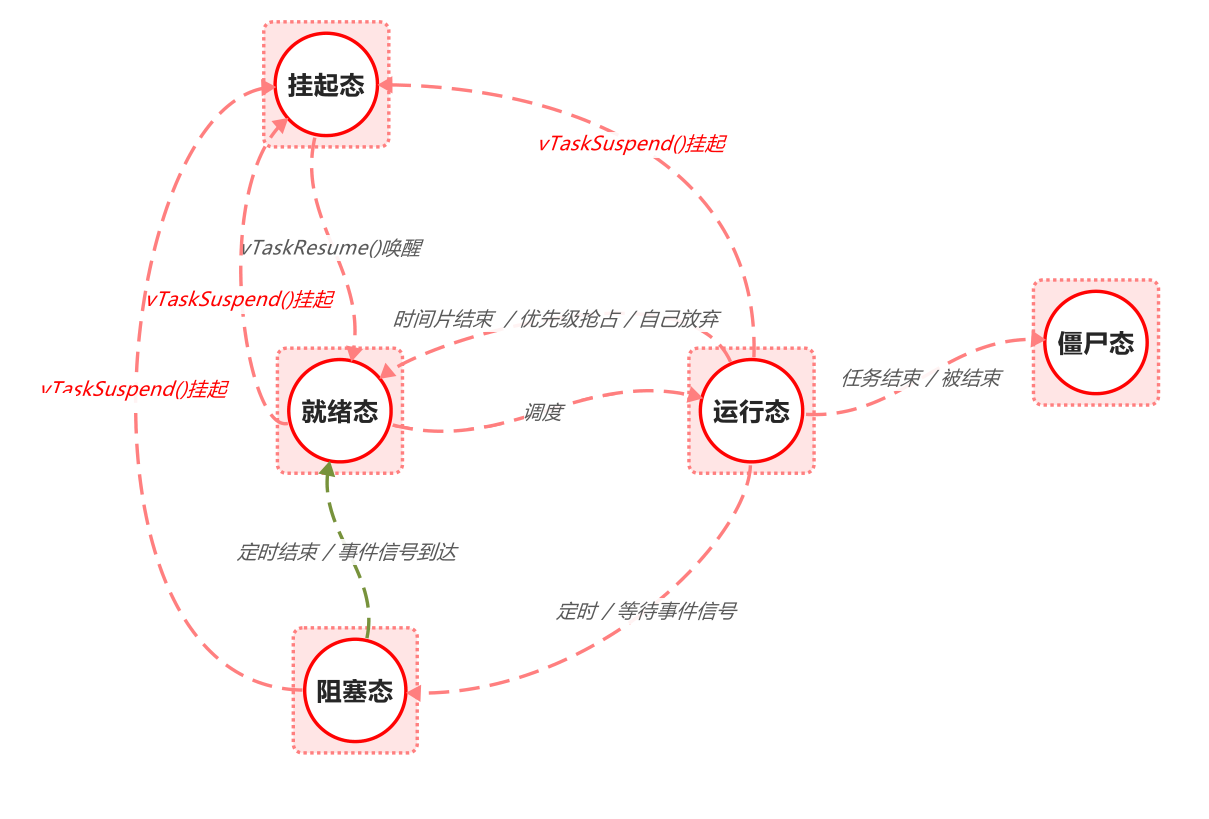 挂起态
vTaskSuspend()挂起
vTaskResume()唤醒
vTaskSuspend()挂起
时间片结束 / 优先级抢占 / 自己放弃
僵尸态
任务结束 / 被结束
vTaskSuspend()挂起
就绪态
调度
运行态
定时结束 / 事件信号到达
定时 / 等待事件信号
阻塞态